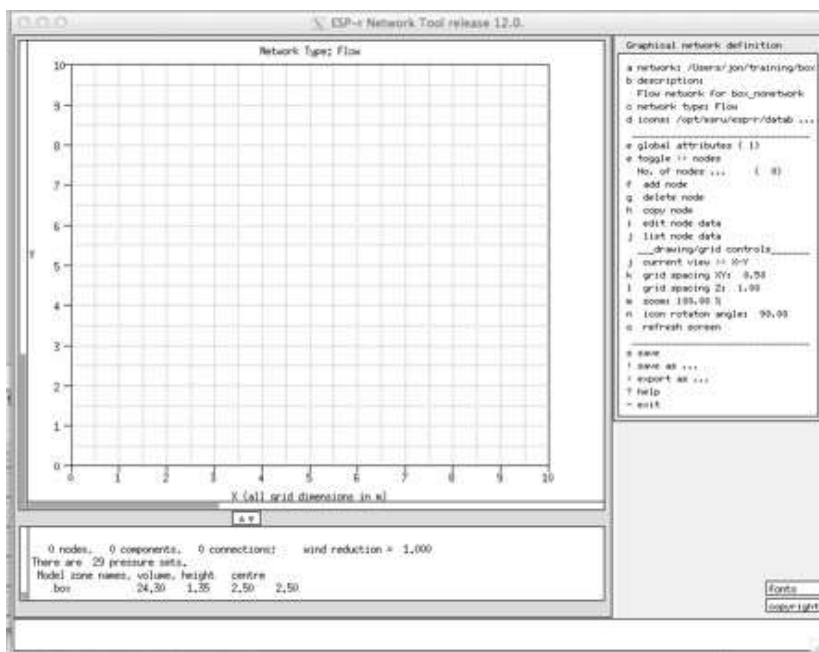 ESP-r Network Tool release 12.0.
Network Type: Flow
10
9
8
7
6
5
4
3
2
1
0
Y
0 1 2 3 4 5 6 7 8 9 10
X (all grid dimensions in m)
0 nodes, 0 components, 0 connections; wind reduction = 1.000
There are 29 pressure sets.
Model zone names, volume, height centre
box 24.30 1.35 2.50 2.50
Graphical network definition
a network: /Users/jon/training/box
b description:
Flow network for box_nonetwork
c network type: Flow
d icons: /opt/esru/esp-r/datab ...
e global attributes ( 1)
e toggle >> nodes
No. of nodes ... ( 0)
f add node
g delete node
h copy node
i edit node data
j list node data
___drawing/grid controls______
j current view >> X-Y
k grid spacing XY: 0.50
l grid spacing Z: 1.00
m zoom: 100.00 %
n icon rotaton angle: 90.00
o refresh screen
s save
! save as ...
> export as ...
? help
- exit
fonts
copyright